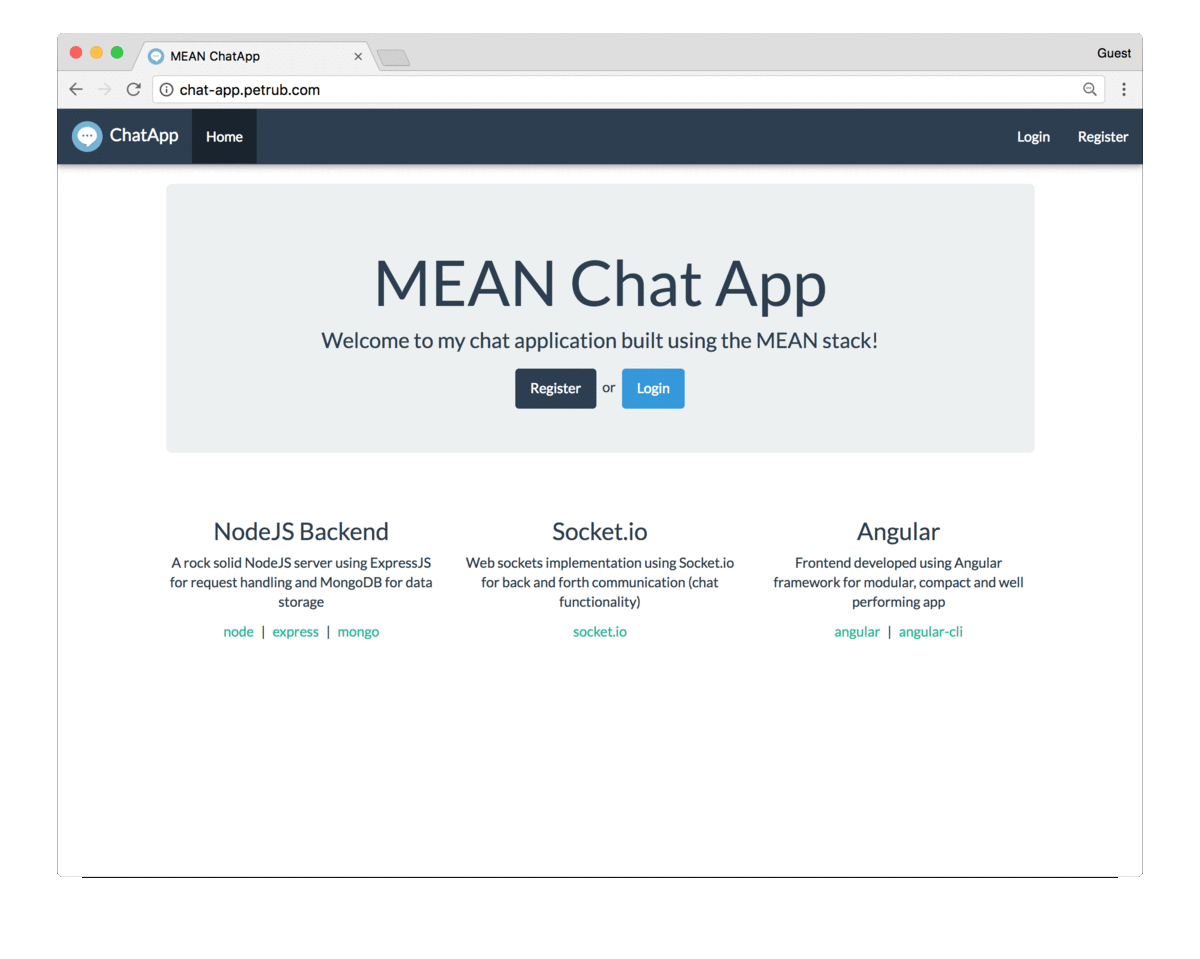 MEAN ChatApp
Guest
chat-app.petrub.com
ChatApp Home Login Register
MEAN Chat App
Welcome to my chat application built using the MEAN stack!
Register or Login
NodeJS Backend
A rock solid NodeJS server using ExpressJS
for request handling and MongoDB for data
storage
node | express | mongo
Socket.io
Web sockets implementation using Socket.io
for back and forth communication (chat
functionality)
socket.io
Angular
Frontend developed using Angular
framework for modular, compact and well
performing app
angular | angular-cli